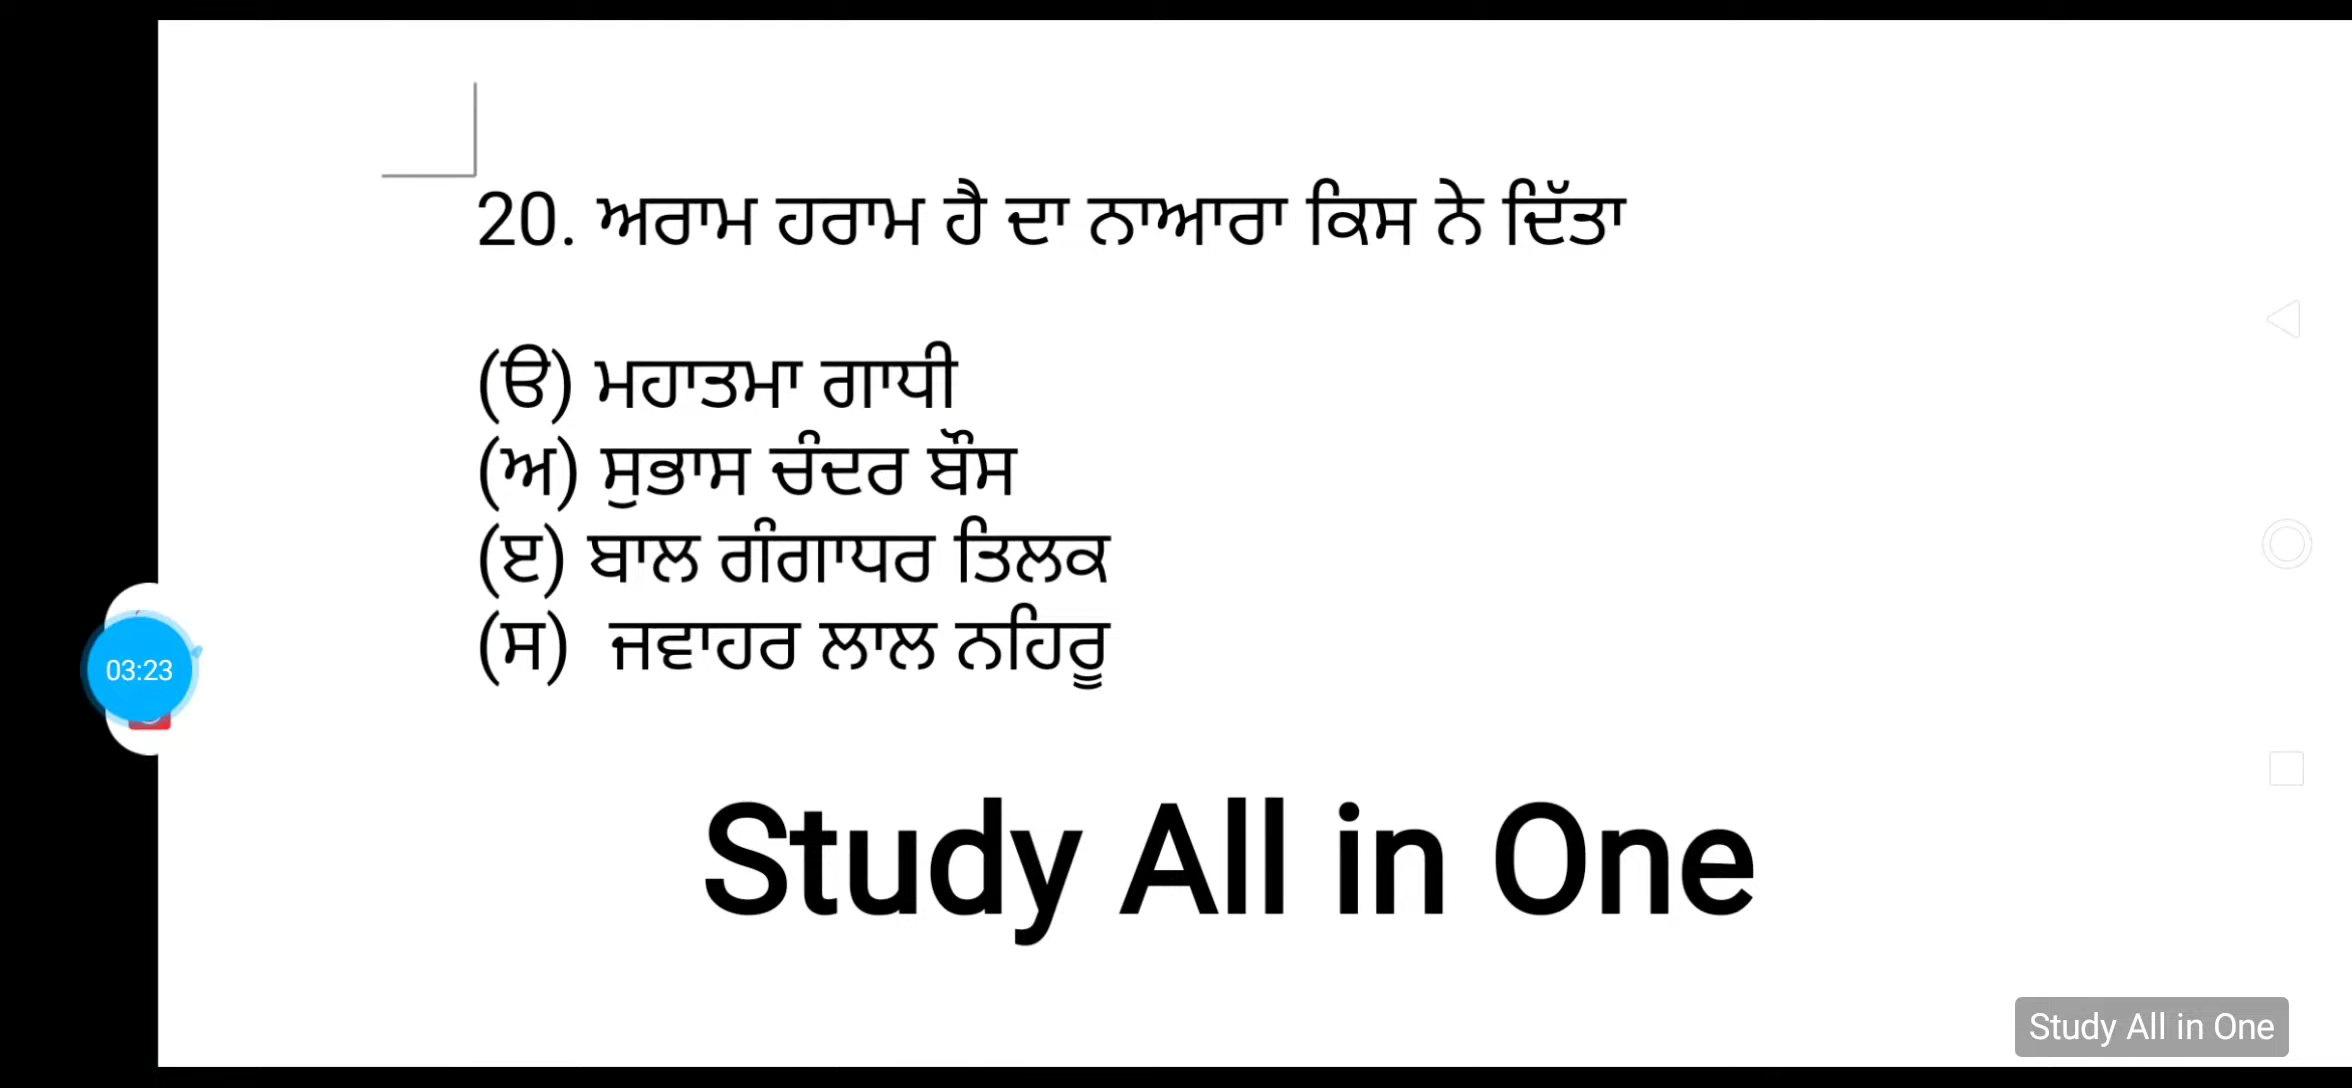 20. ਅਰਾਮ ਹਰਾਮ ਹੈ ਦਾ ਨਾਆਰਾ ਕਿਸ ਨੇ ਦਿੱਤਾ
(ੳ) ਮਹਾਤਮਾ ਗਾਧੀ
(ਅ) ਸੁਭਾਸ ਚੰਦਰ ਬੌਸ
(ੲ) ਬਾਲ ਗੰਗਾਧਰ ਤਿਲਕ
(ਸ) ਜਵਾਹਰ ਲਾਲ ਨਹਿਰੂ
03:23
Study All in One
Study All in One